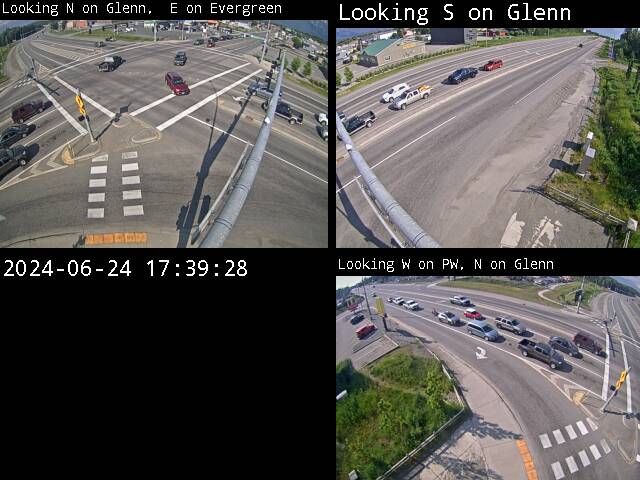 Looking N on Glenn, E on Evergreen
Looking S on Glenn
2024-06-24 17:39:28
Looking W on PW, N on Glenn